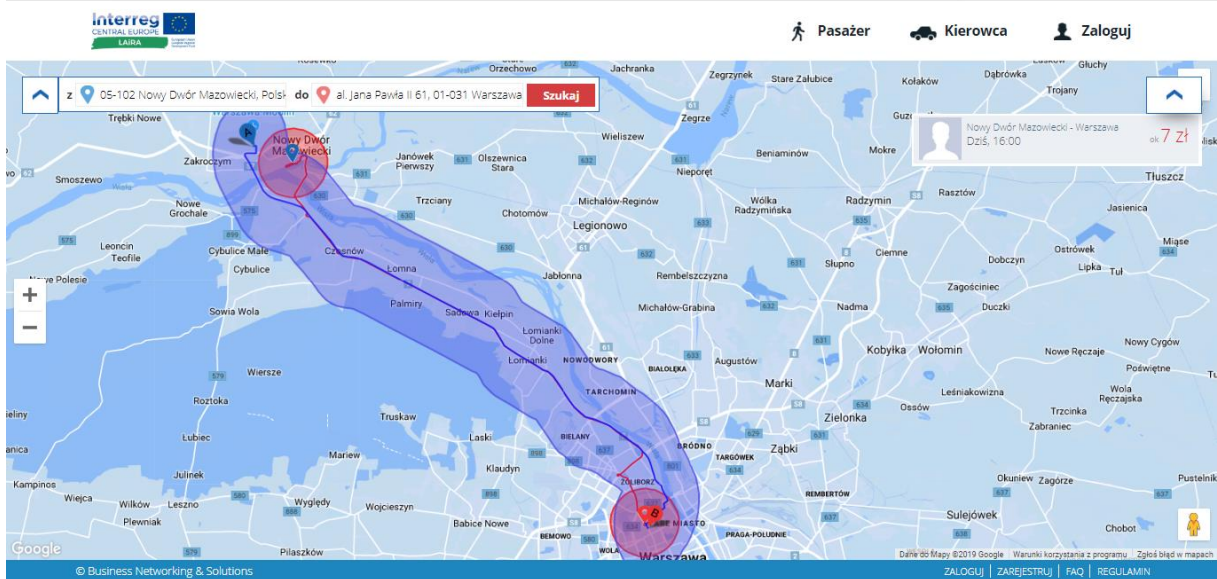 Interreg
CENTRAL EUROPE
LAirA
Pasażer
Kierowca
Zaloguj
z
05-102 Nowy Dwór Mazowiecki, Polsk
do
al. Jana Pawła II 61, 01-031 Warszawa
Szukaj
Orzechowo
Jachranka
Zegrzynek
Stare Załubice
Kołaków
Dąbrówka
Głuchy
Trojany
Trębki Nowe
Warszawa Modlin
Nowy Dwór
Mazowiecki
Zegrze
Wieliszew
Nowy Dwór Mazowiecki - Warszawa
Dziś, 16:00
ok 7 zł
Zakroczym
Janówek
Pierwszy
Olszewnica
Stara
Nieporęt
Beniaminów
Mokre
Tłuszcz
Smoszewo
Nowe
Grochale
Trzciany
Chotomów
Michałów-Reginów
Wólka
Radzymińska
Radzymin
Rasztów
Jasienica
Legionowo
Leoncin
Teofile
Cybulice Małe
Czosnów
Cybulice
Łomna
Jabłonna
Rembelszczyzna
Słupno
Ciemne
Dobczyn
Ostrówek
Miąse
Lipka
Tuł
Nowe Polesie
Sowia Wola
Palmiry
Sadowa
Kiełpin
Michałów-Grabina
Nadma
Zagościniec
Duczki
Łomianki
Dolne
Łomianki
NOWODWORY
BIAŁOŁĘKA
Augustów
Kobyłka
Wołomin
Nowe Ręczaje
Nowy Cygów
Poświętne
Wiersze
Roztoka
TARCHOMIN
Marki
Zielonka
Ossów
Leśniakowizna
Wola
Ręczajska
Trzcinka
Zabraniec
Truskaw
Łubiec
Laski
BIELANY
BRÓDNO
TARGÓWEK
Ząbki
Mariew
Julinek
Klaudyn
ŻOLIBORZ
REMBERTÓW
Okuniew
Zagórze
Pustelnik
Kampinos
Wiejca
Wilków
Leszno
Wyględy
Wojcieszyn
Plewniak
Babice Nowe
BEMOWO
STARE MIASTO
PRAGA-POŁUDNIE
Sulejówek
Chobot
Google
Pilaszków
WOLA
Warszawa
Dane do Mapy ©2019 Google
Warunki korzystania z programu
Zgłoś błąd w mapach
© Business Networking & Solutions
ZALOGUJ | ZAREJESTRUJ | FAQ | REGULAMIN